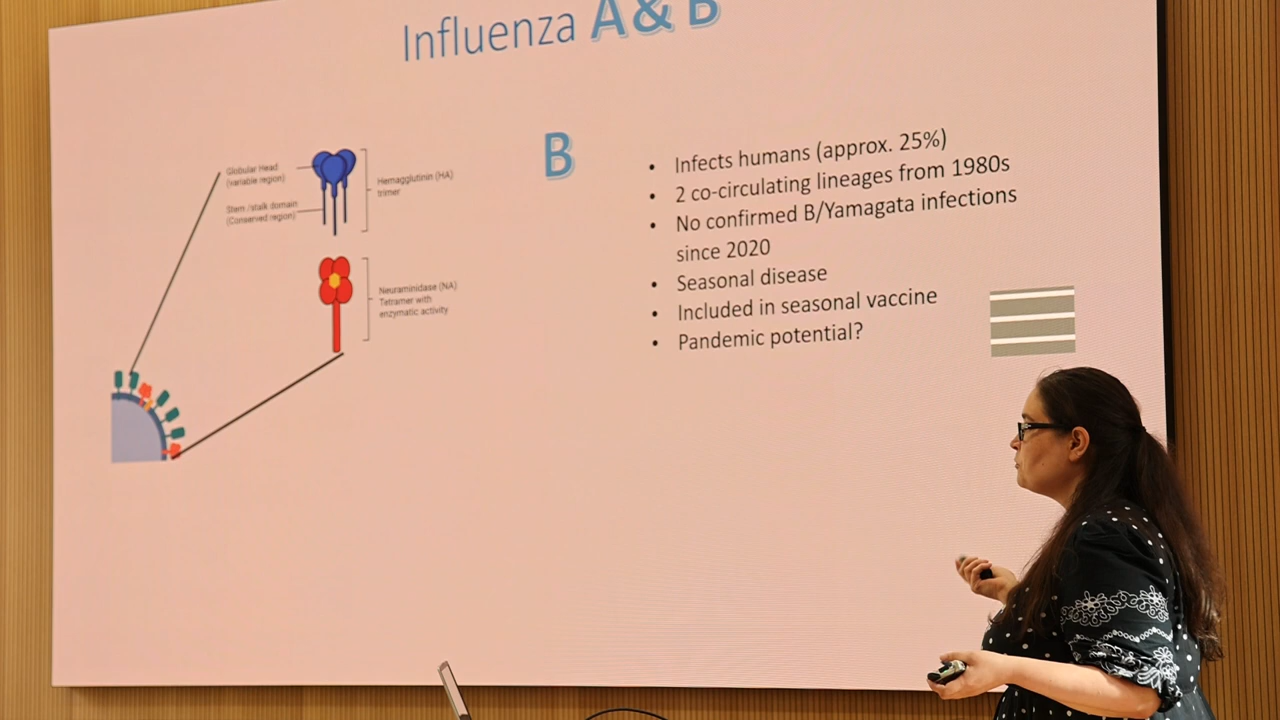 Influenza A & B
Globular Head
(variable region)
Stem /stalk domain
(Conserved region)
Hemagglutinin (HA)
trimer
Neuraminidase (NA)
Tetramer with
enzymatic activity
B
• Infects humans (approx. 25%)
• 2 co-circulating lineages from 1980s
• No confirmed B/Yamagata infections
since 2020
• Seasonal disease
• Included in seasonal vaccine
• Pandemic potential?